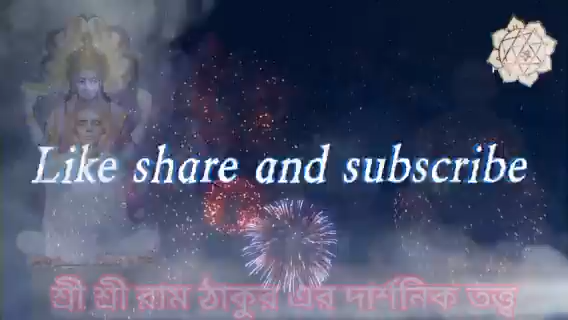 Like share and subscribe
শ্রী শ্রী রাম ঠাকুর এর দার্শনিক তত্ত্ব